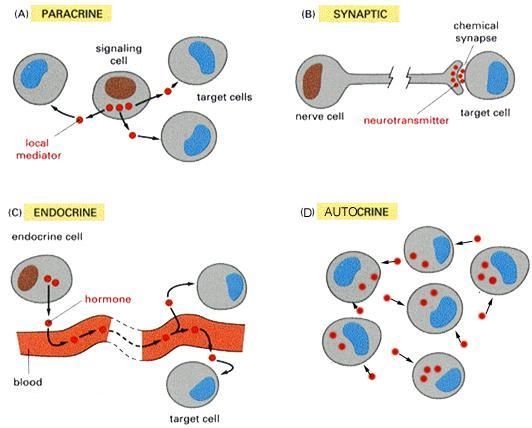 (A) PARACRINE
signaling
cell
target cells
local
mediator
(B) SYNAPTIC
chemical
synapse
nerve cell
neurotransmitter
target cell
(C) ENDOCRINE
endocrine cell
hormone
blood
target cell
(D) AUTOCRINE